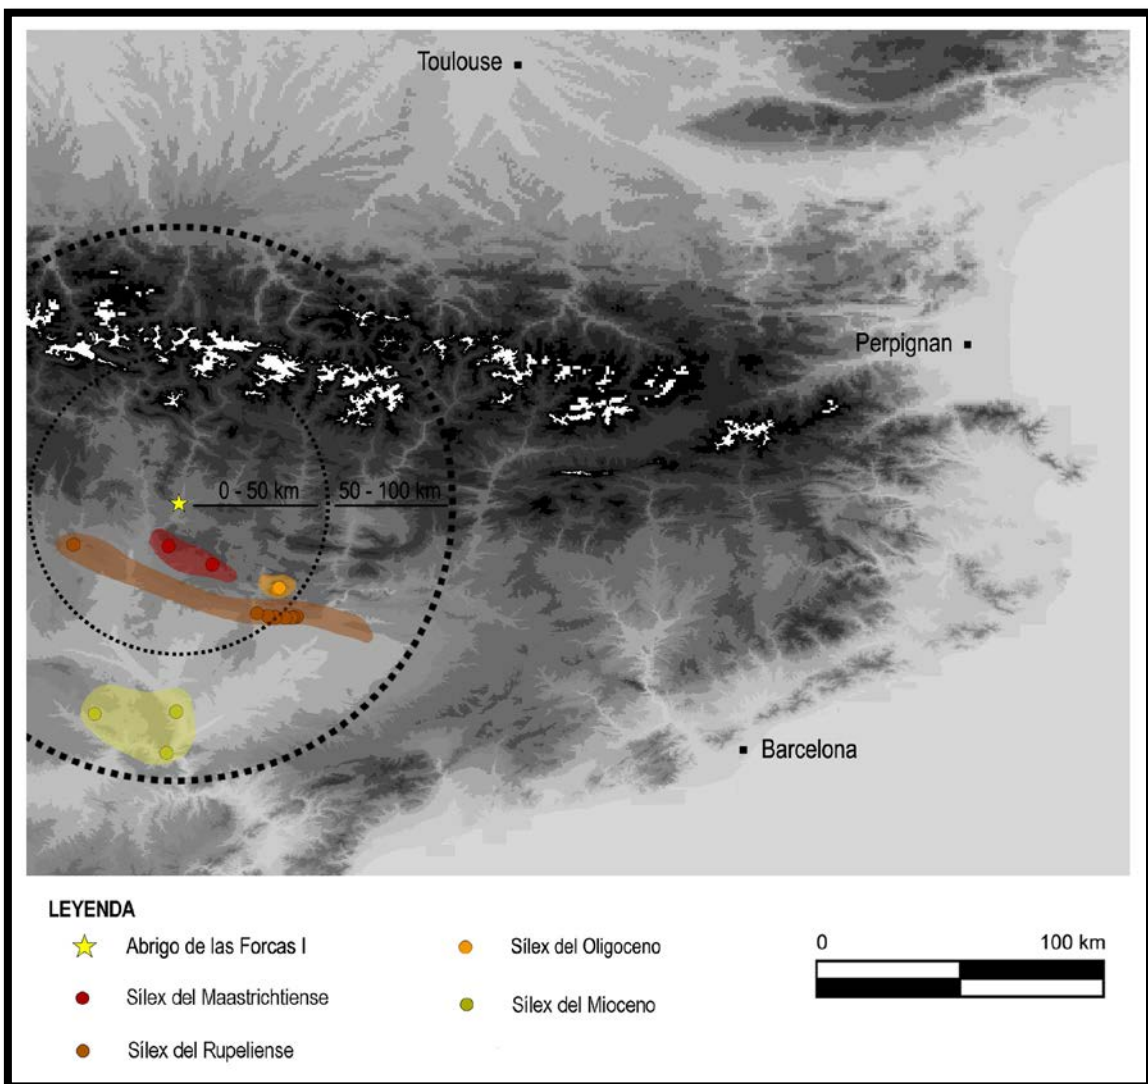 Toulouse
Perpignan
0 - 50 km
50 - 100 km
Barcelona
LEYENDA
Abrigo de las Forcas I
Sílex del Maastrichtiense
Sílex del Rupeliense
Sílex del Oligoceno
Sílex del Mioceno
0 100 km